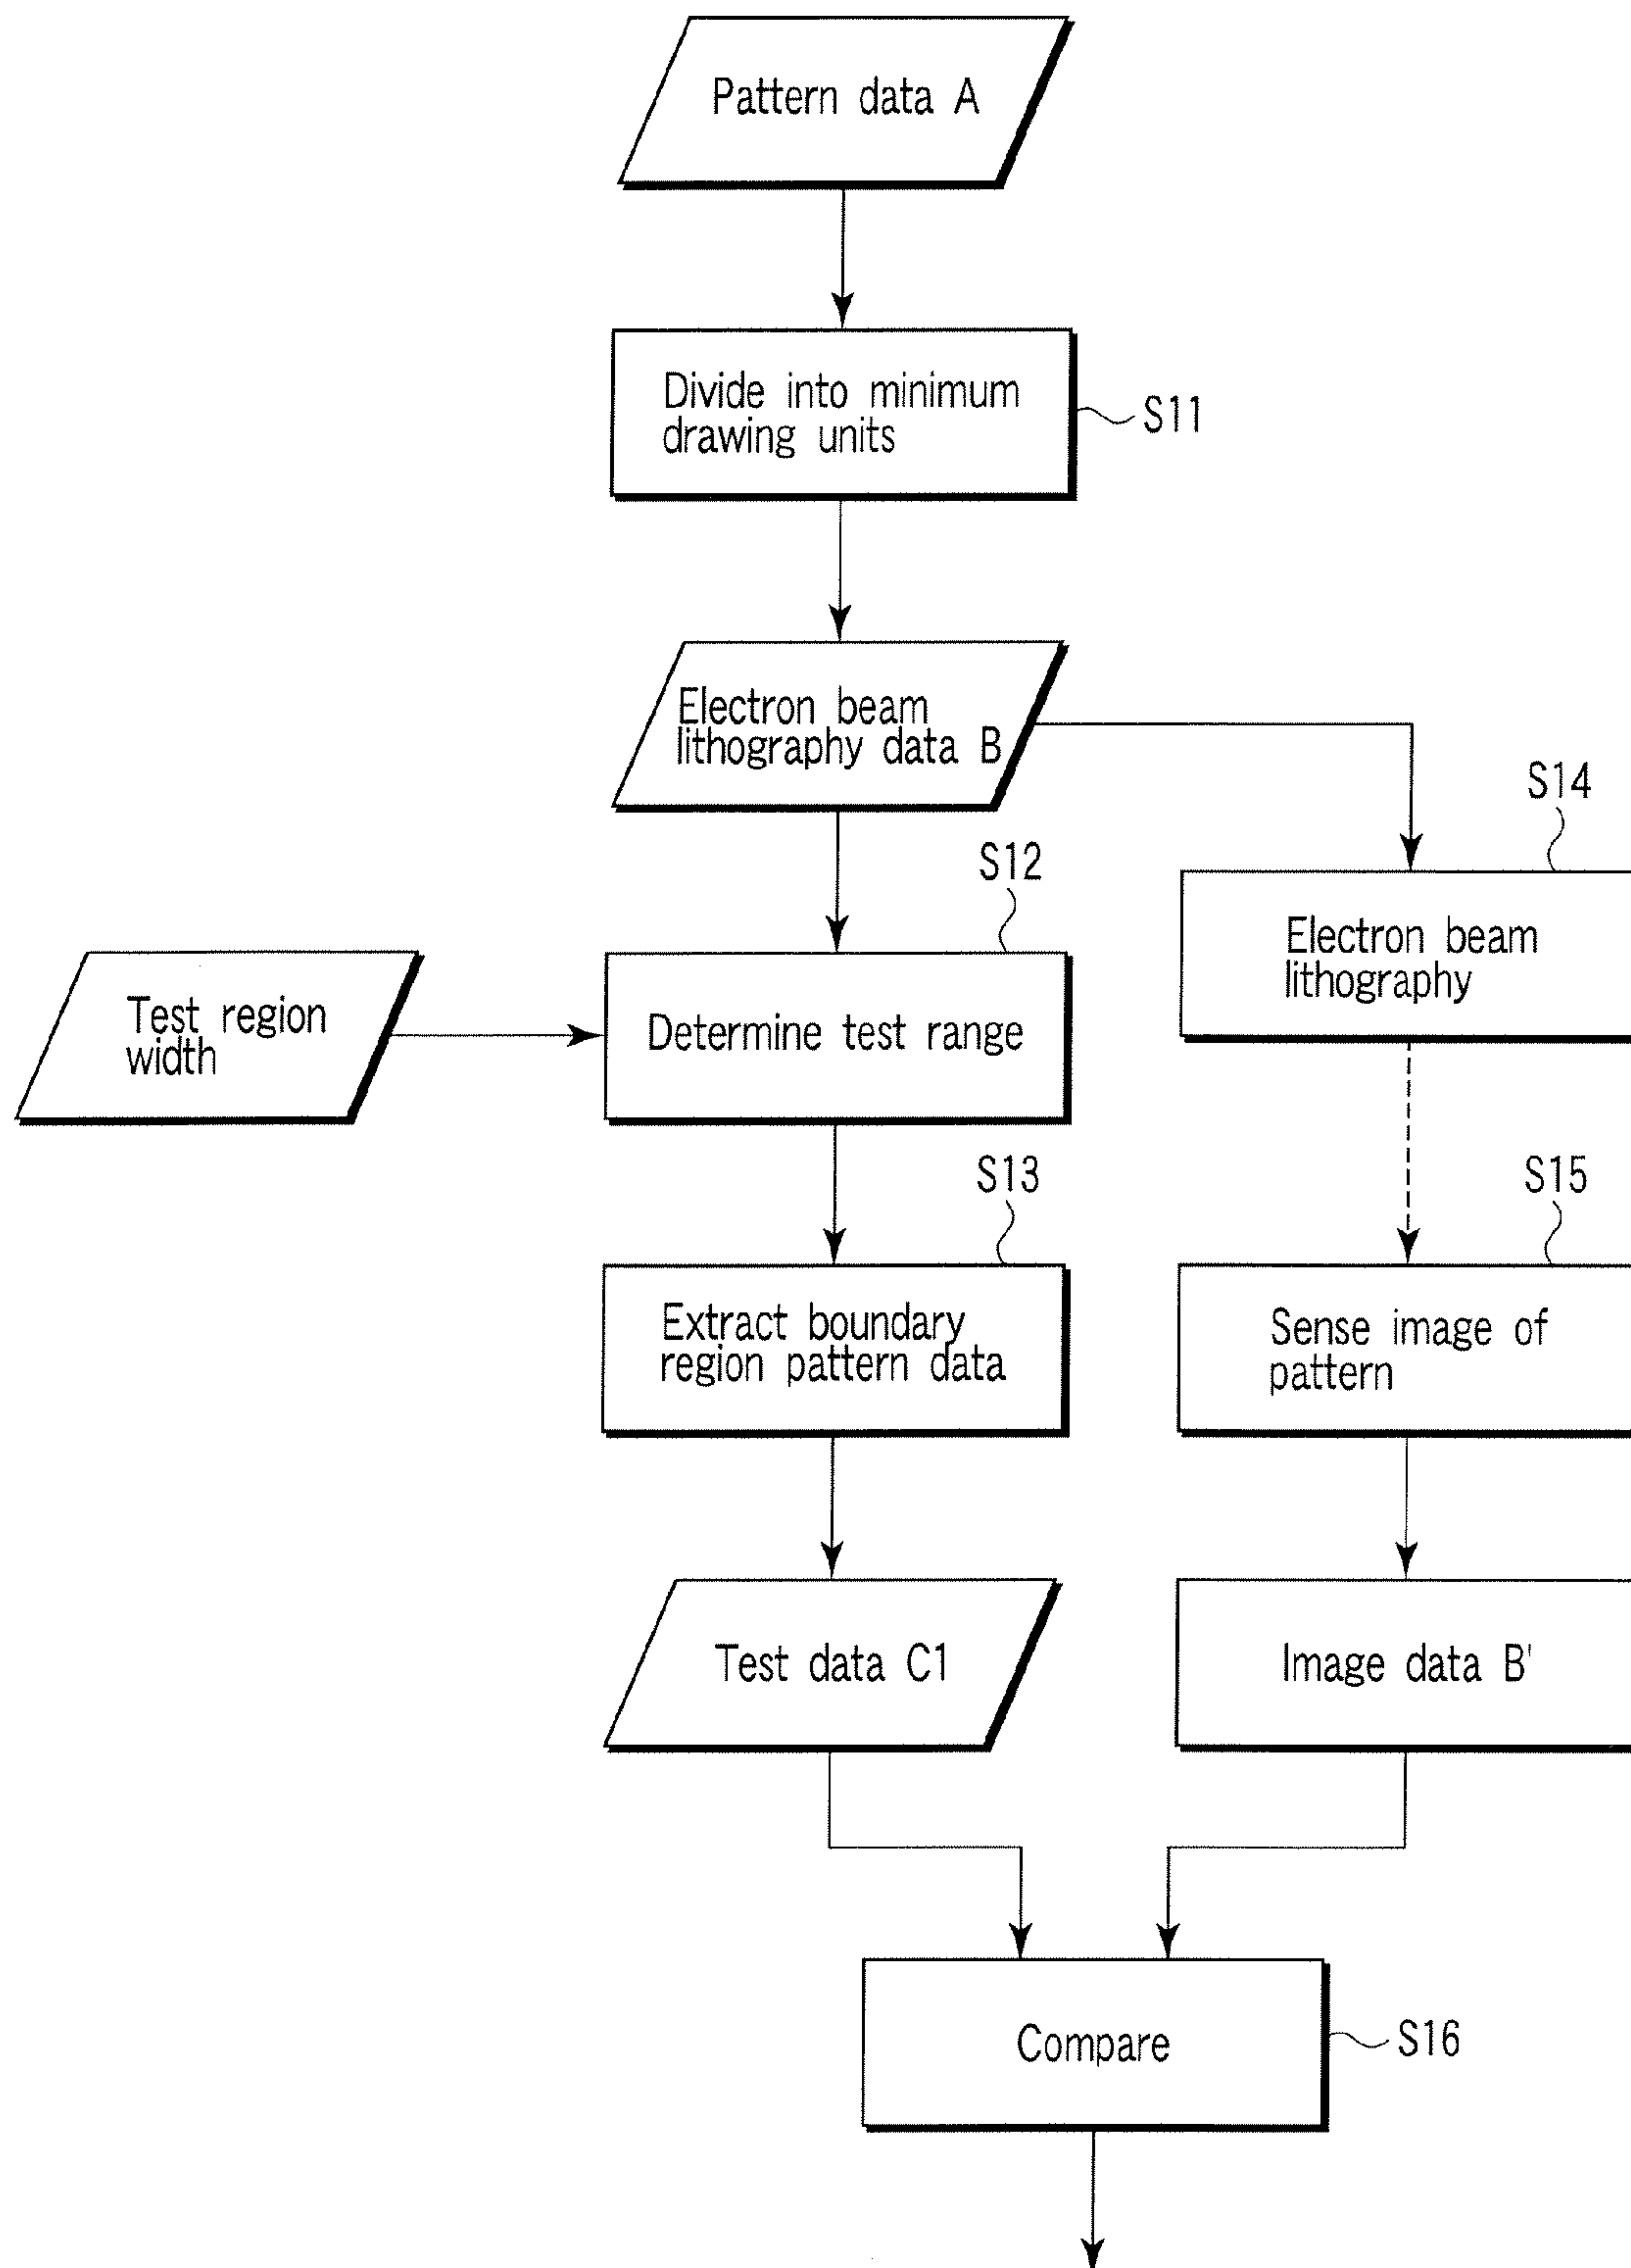 Pattern data A
Divide into minimum
drawing units
S11
Electron beam
lithography data B
S14
S12
Electron beam
lithography
Test region
width
Determine test range
S13
S15
Extract boundary
region pattern data
Sense image of
pattern
Test data C1
Image data B'
Compare
S16